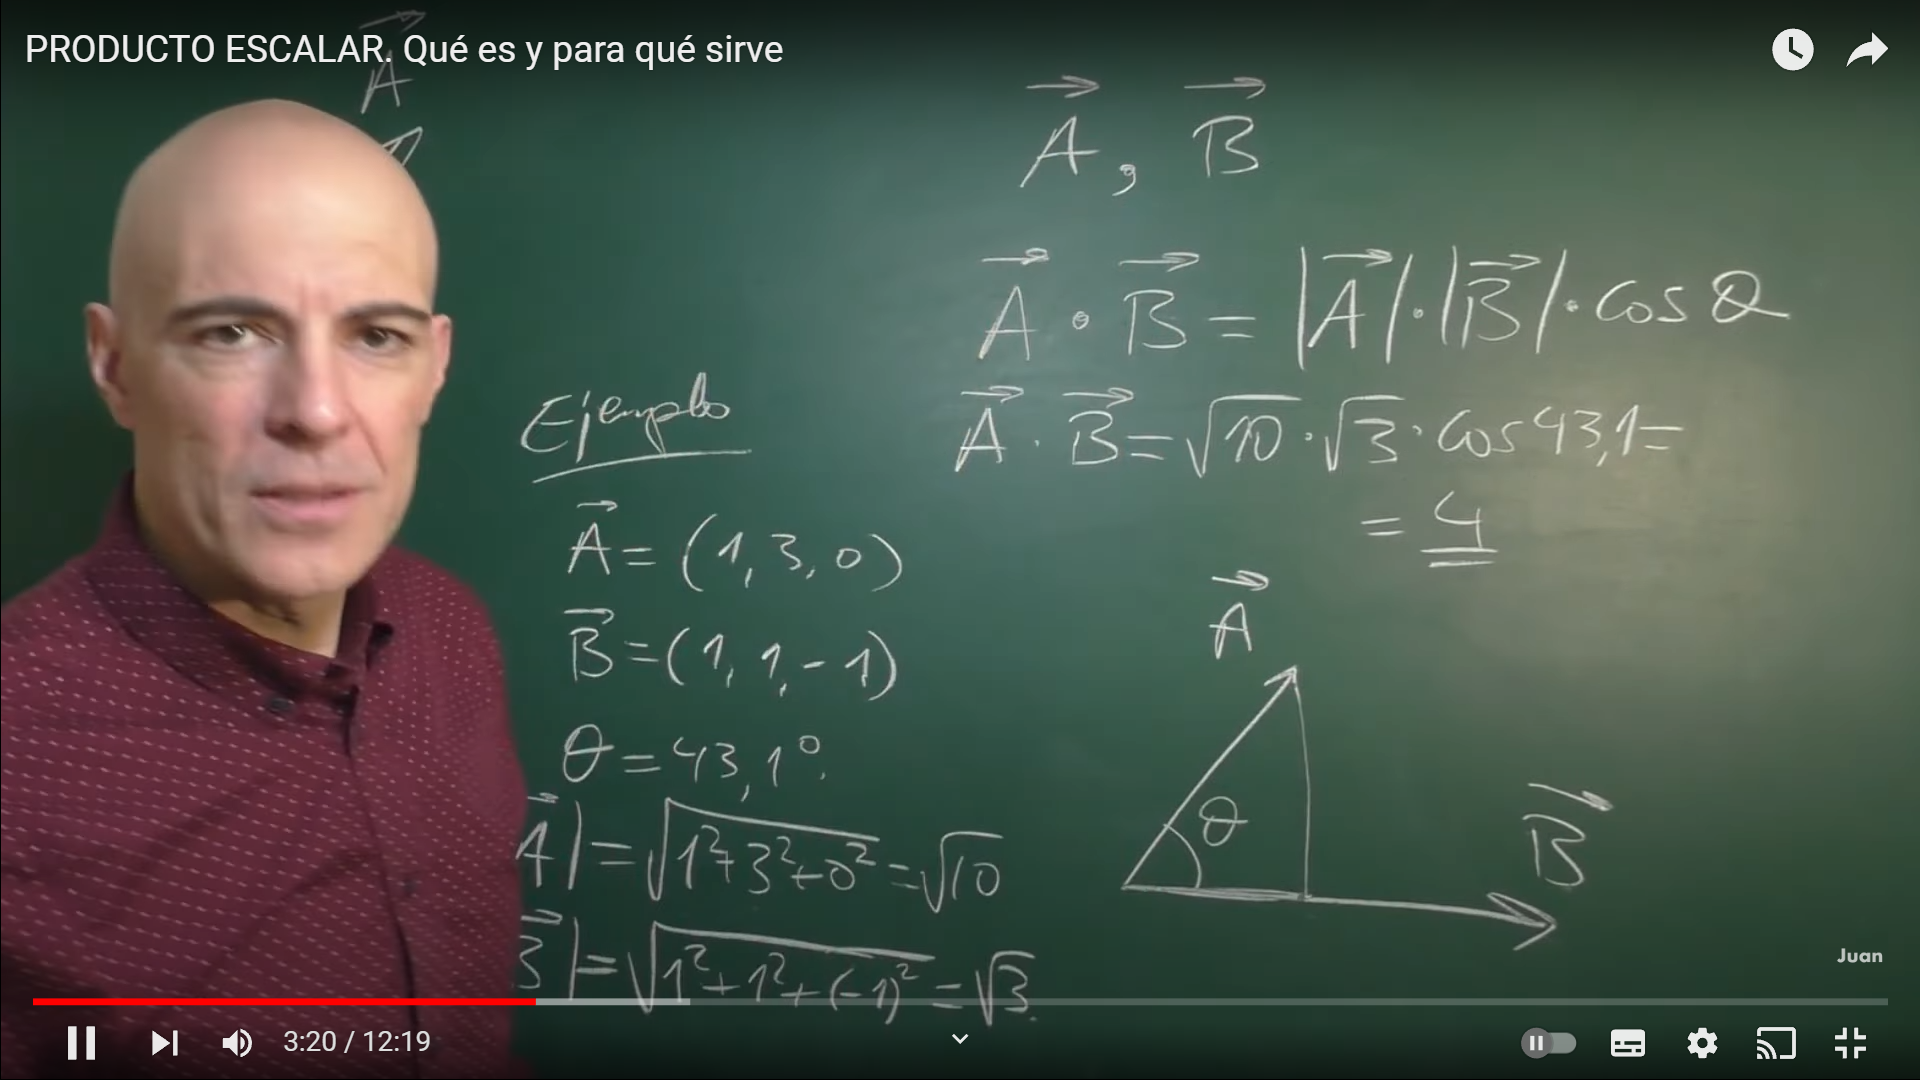 PRODUCTO ESCALAR. Qué es y para qué sirve
A⃗
A⃗, B⃗
A⃗ · B⃗ = |A⃗| · |B⃗| · cos θ
A⃗ · B⃗ = √10 · √3 · cos 43,1 =
= 4
Ejemplo
A⃗ = (1, 3, 0)
B⃗ = (1, 1, -1)
θ = 43,1º.
A⃗| = √1²+3²+0² = √10
B⃗| = √1²+1²+(-1)² = √3.
A⃗
θ
B⃗
Juan
3:20 / 12:19